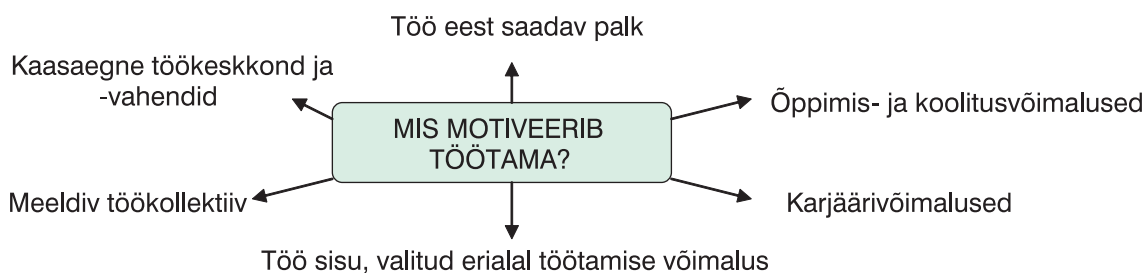 Töö eest saadav palk
Kaasaegne töökeskkond ja
-vahendid
Õppimis- ja koolitusvõimalused
MIS MOTIVEERIB
TÖÖTAMA?
Meeldiv töökollektiiv
Karjäärivõimalused
Töö sisu, valitud erialal töötamise võimalus